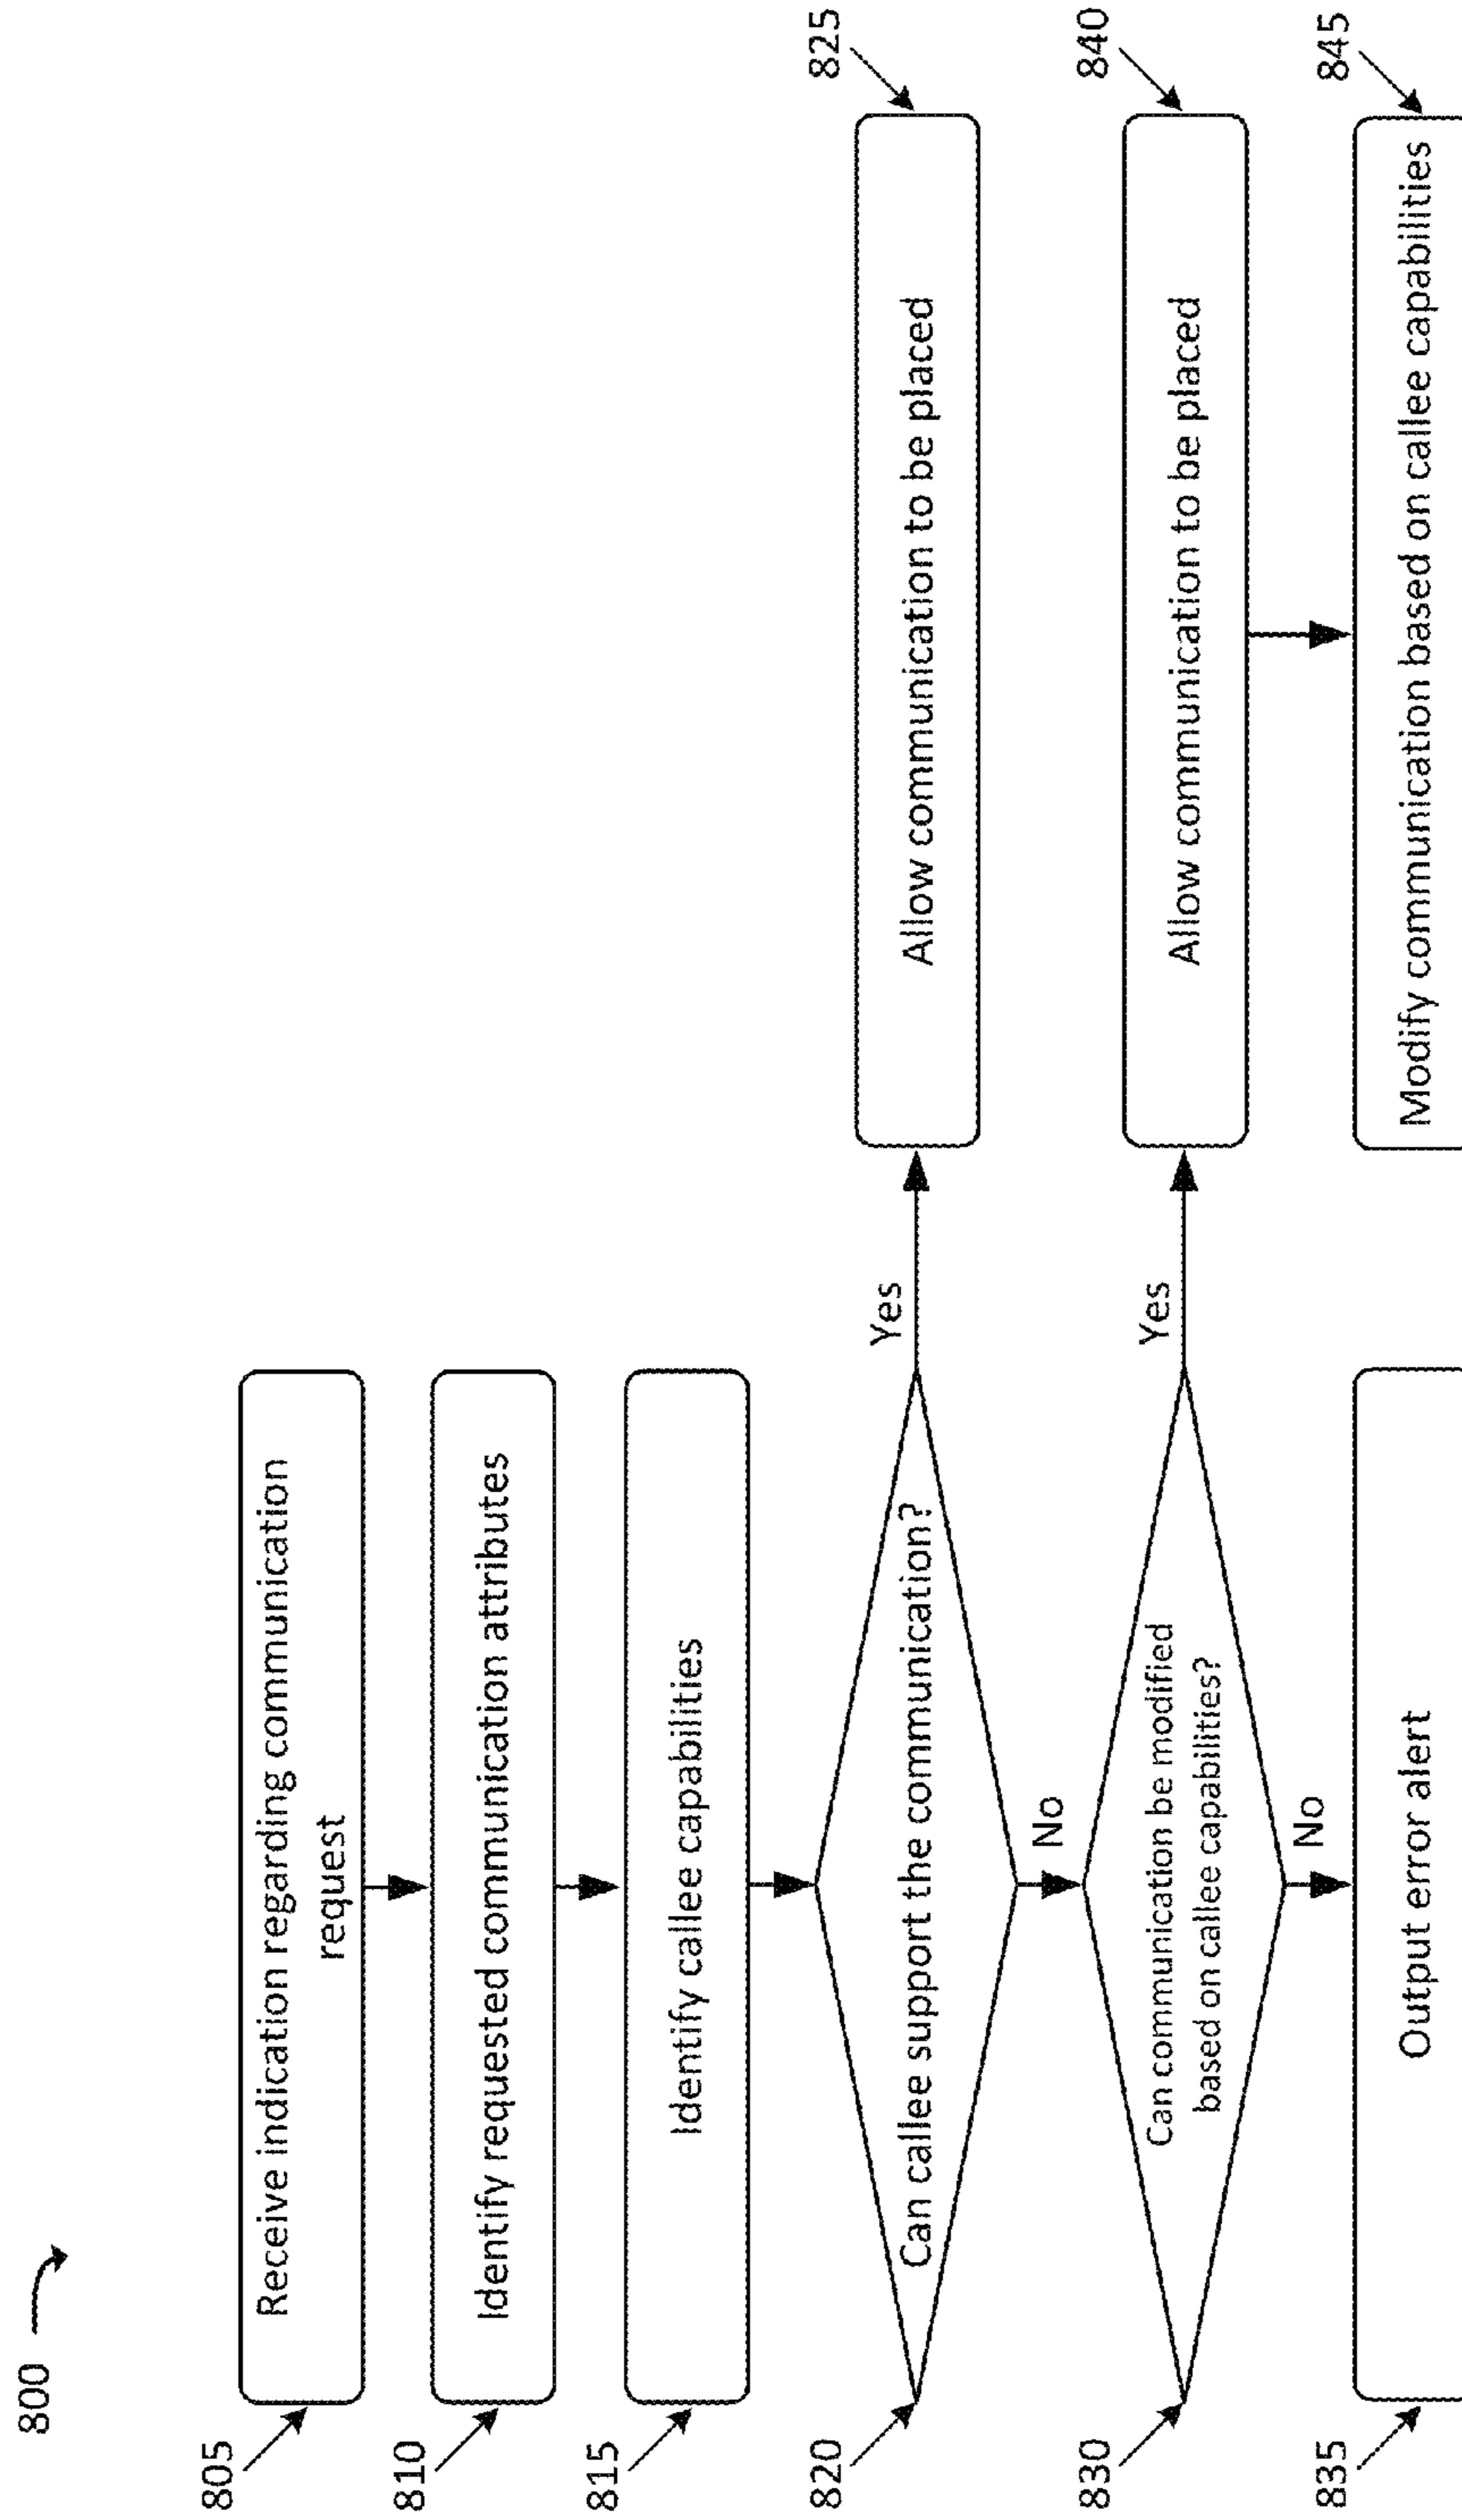 800
805
Receive indication regarding communication
request
810
Identify requested communication attributes
815
Identify callee capabilities
820
Can callee support the communication?
Yes
825
Allow communication to be placed
No
830
Can communication be modified
based on callee capabilities?
Yes
840
Allow communication to be placed
No
835
Output error alert
845
Modify communication based on callee capabilities